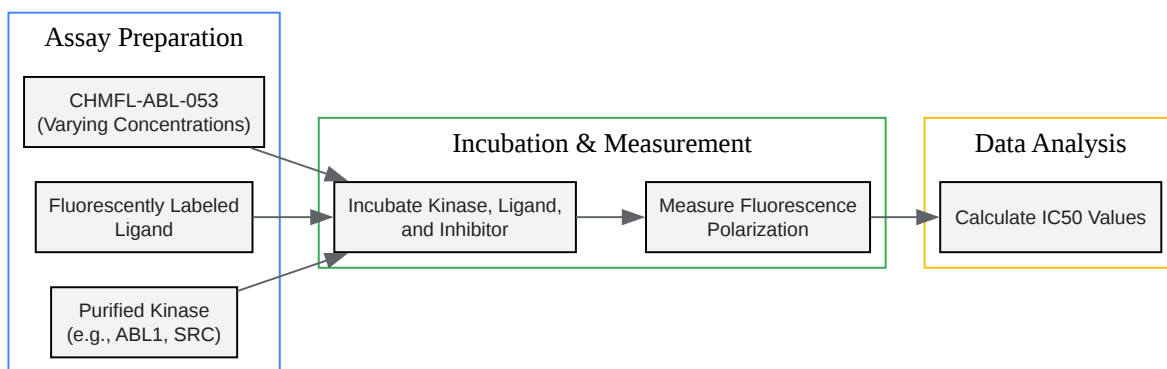 Assay Preparation
CHMFL-ABL-053
(Varying Concentrations)
Fluorescently Labeled
Ligand
Purified Kinase
(e.g., ABL1, SRC)
Incubation & Measurement
Incubate Kinase, Ligand,
and Inhibitor
Measure Fluorescence
Polarization
Data Analysis
Calculate IC50 Values